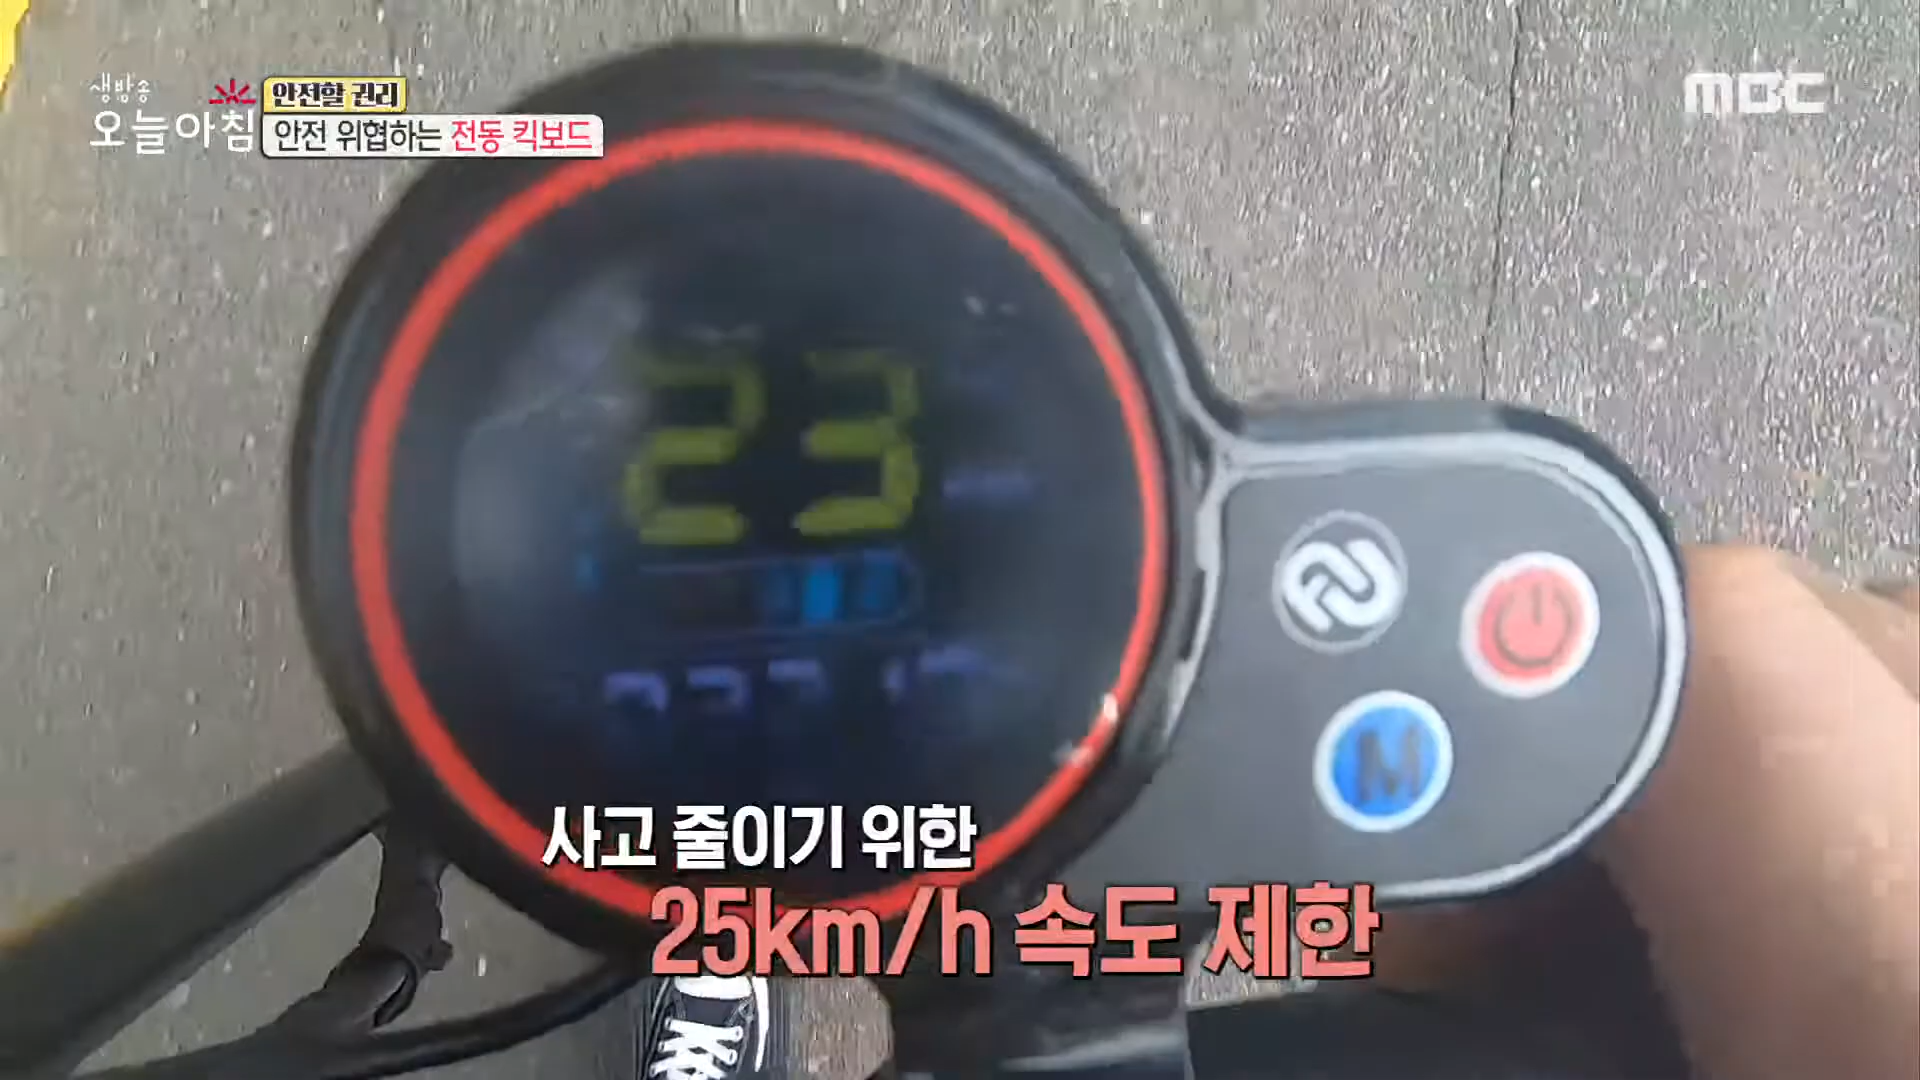 생방송
오늘아침
안전할 권리
안전 위협하는 전동 킥보드
MBC
23
M
사고 줄이기 위한
25km/h 속도 제한